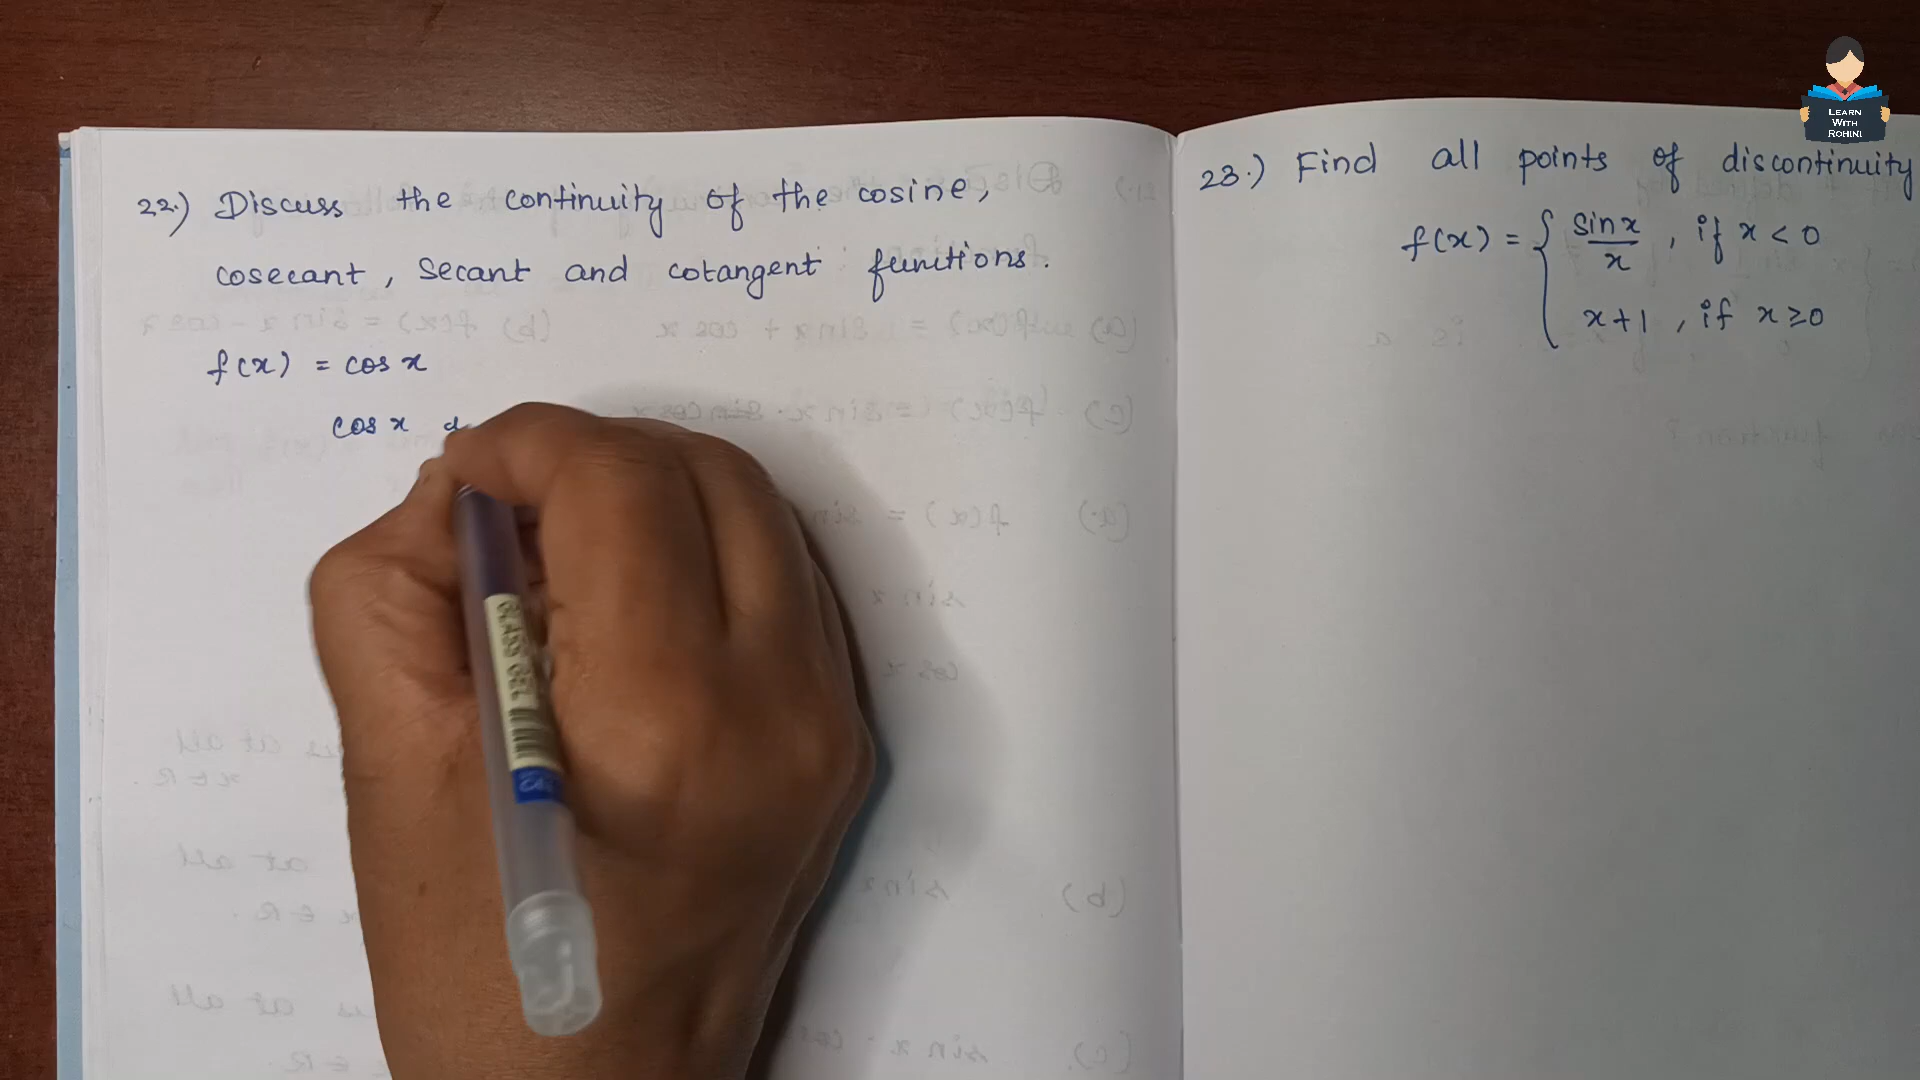 22.) Discuss the continuity of the cosine,
cosecant, secant and cotangent functions.
f(x) = cos x
cos x
23.) Find all points of discontinuity
f(x) = { sin x / x , if x < 0
x+1 , if x ≥ 0
LEARN
WITH
ROHINI